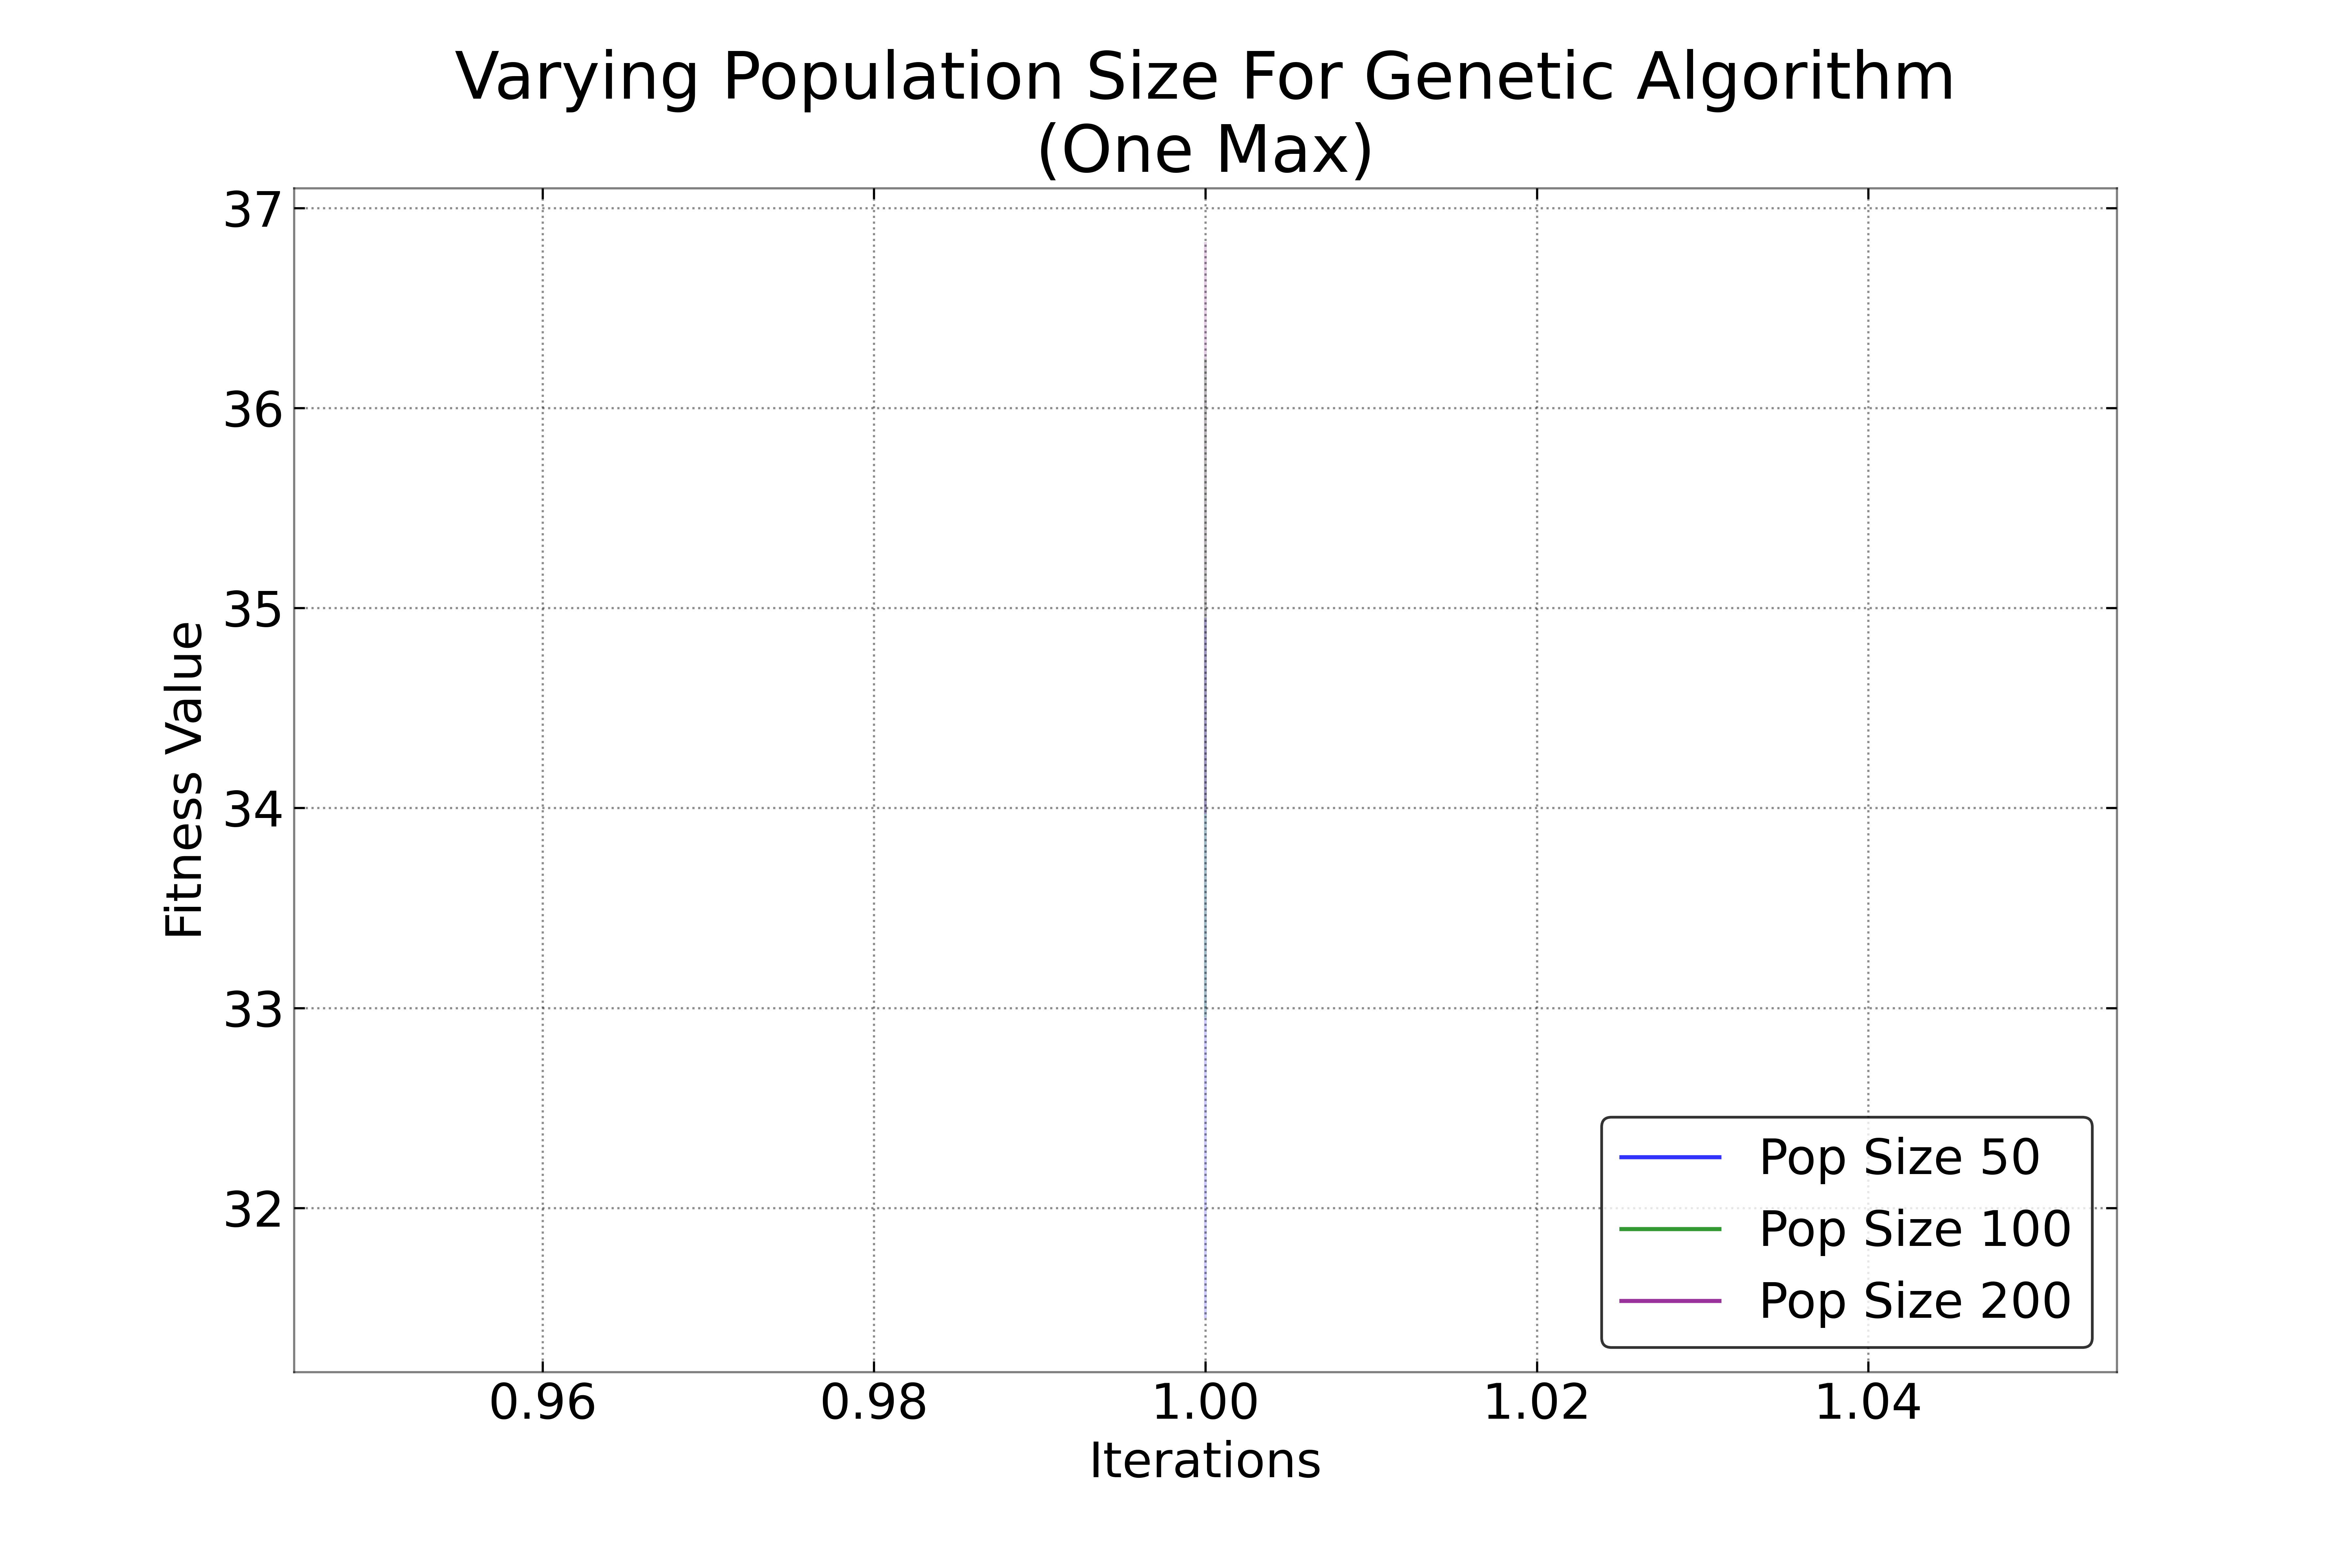 Varying Population Size For Genetic Algorithm
(One Max)
37
36
35
34
33
32
Fitness Value
Pop Size 50
Pop Size 100
Pop Size 200
0.96
0.98
1.00
1.02
1.04
Iterations